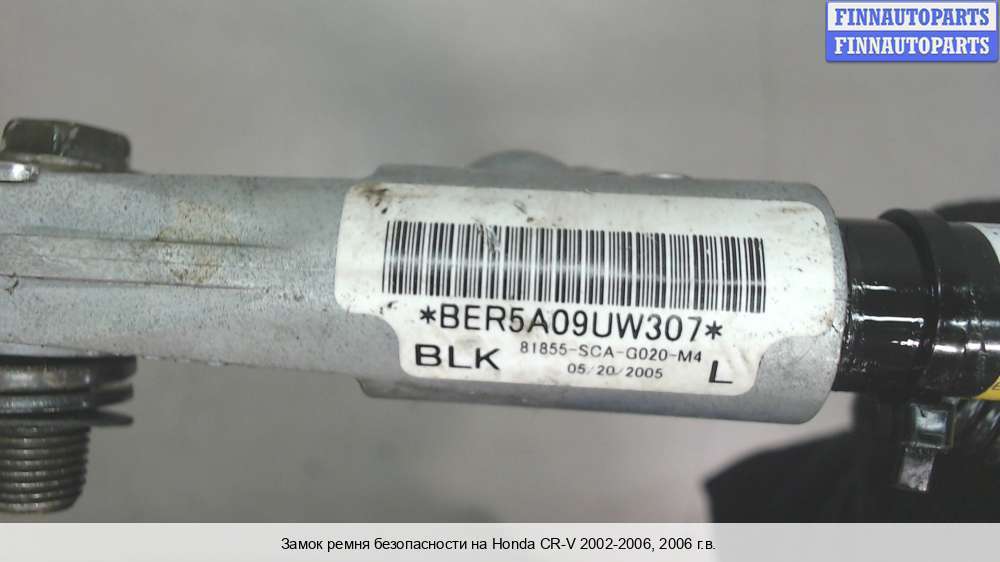 FINNAUTOPARTS
FINNAUTOPARTS
*BER5A09UW307*
BLK 81855-SCA-G020-M4
05/20/2005 L
Замок ремня безопасности на Honda CR-V 2002-2006, 2006 г.в.